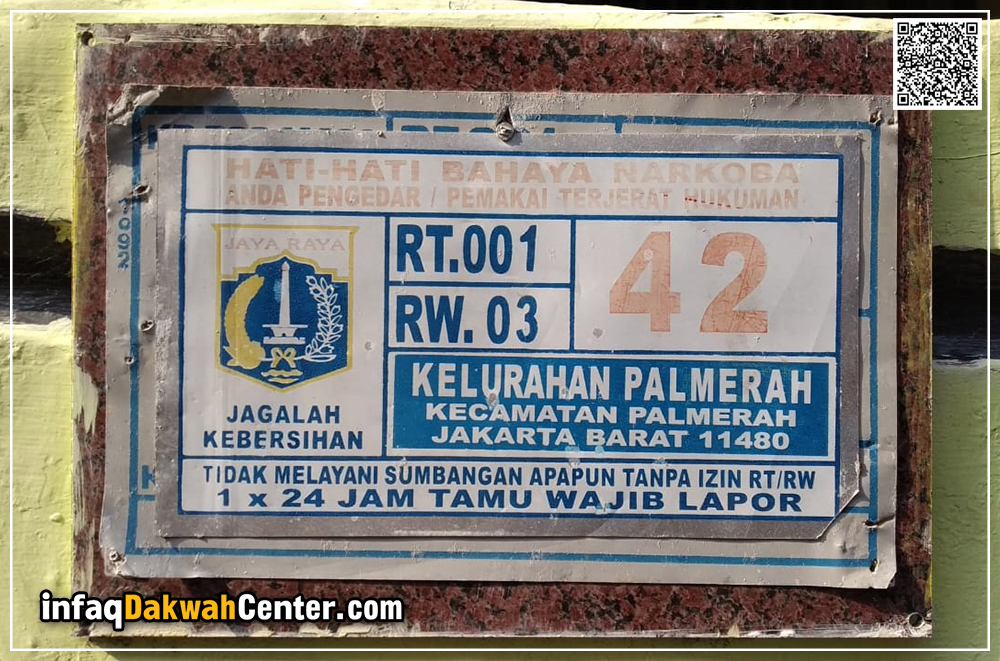 HATI-HATI BAHAYA NARKOBA
ANDA PENGEDAR / PEMAKAI TERJERAT HUKUMAN
JAYA RAYA
RT.001
42
RW. 03
JAGALAH
KEBERSIHAN
KELURAHAN PALMERAH
KECAMATAN PALMERAH
JAKARTA BARAT 11480
TIDAK MELAYANI SUMBANGAN APAPUN TANPA IZIN RT/RW
1 x 24 JAM TAMU WAJIB LAPOR
infaqDakwahCenter.com